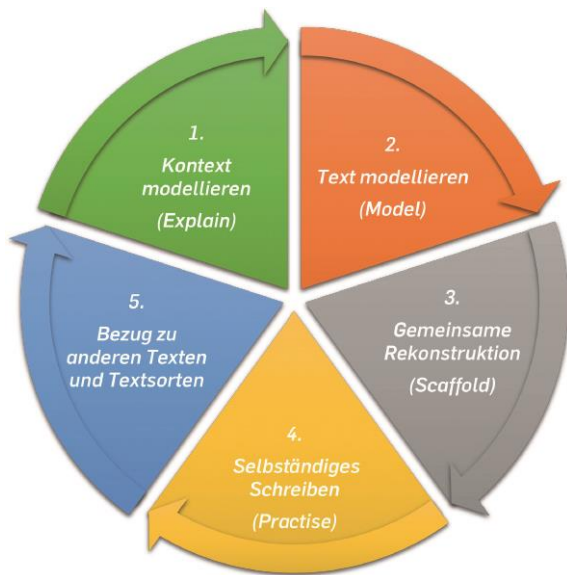 1.
Kontext
modellieren
(Explain)
2.
Text modellieren
(Model)
3.
Gemeinsame
Rekonstruktion
(Scaffold)
4.
Selbständiges
Schreiben
(Practise)
5.
Bezug zu
anderen Texten
und Textsorten